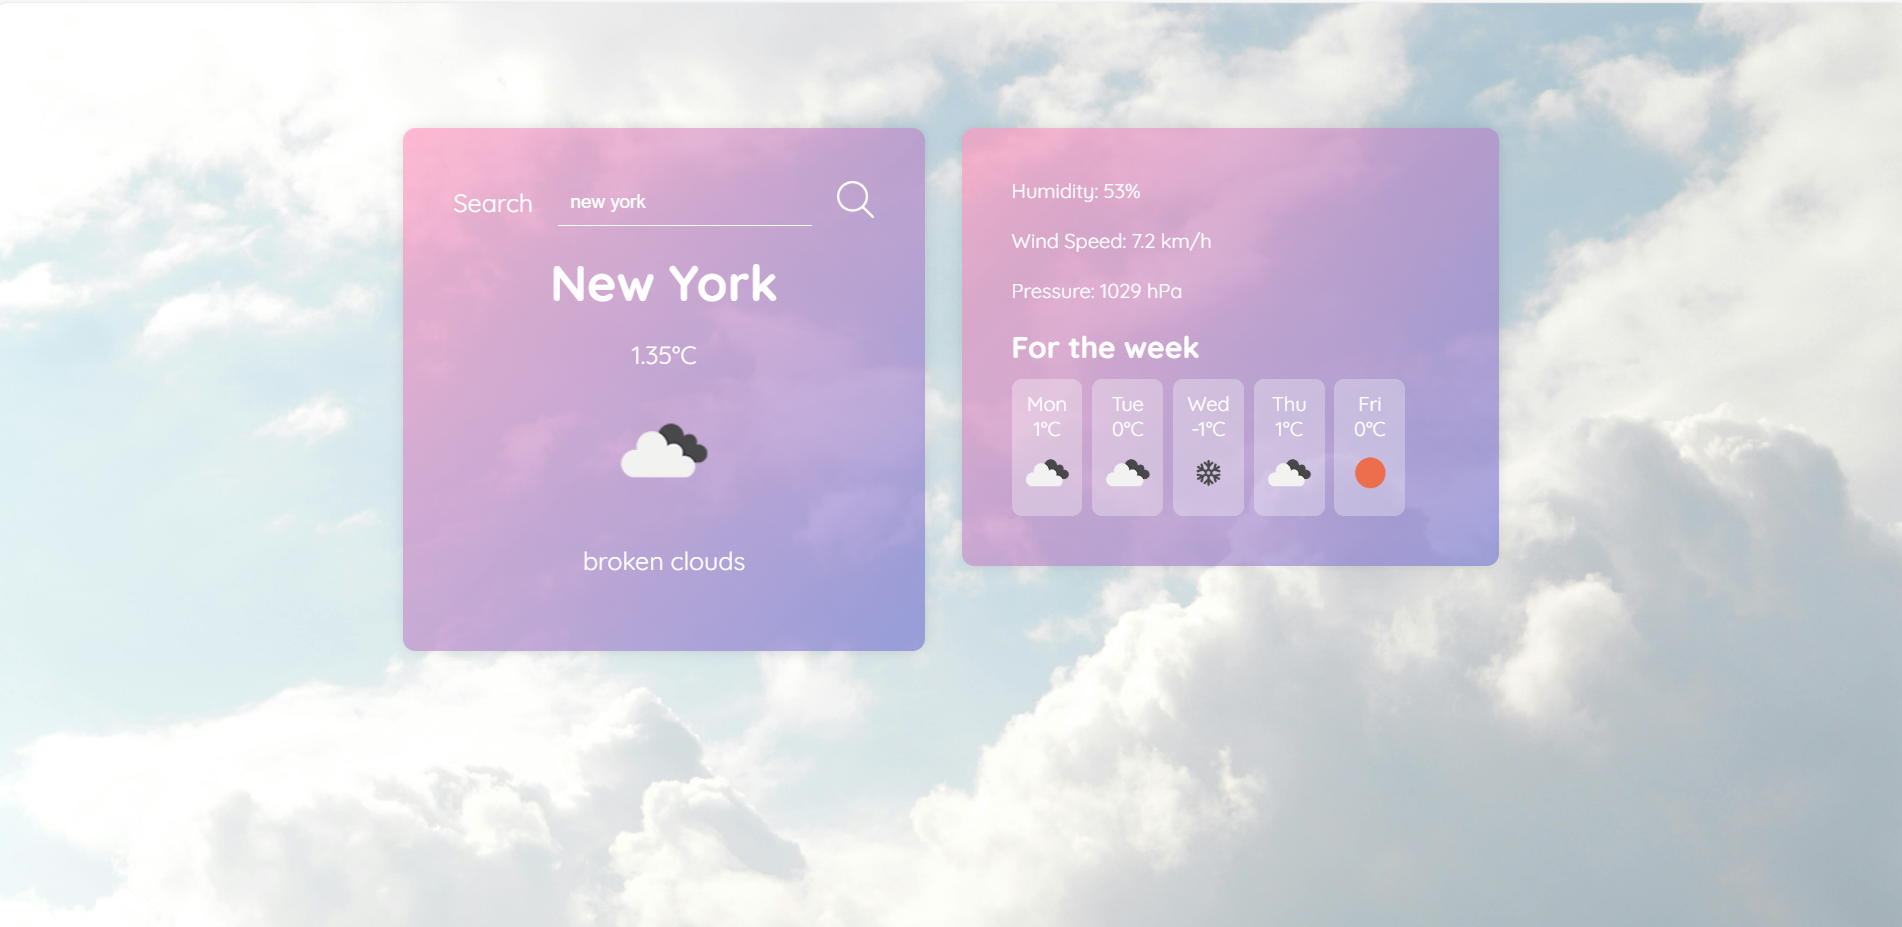 Search new york
New York
1.35°C
broken clouds
Humidity: 53%
Wind Speed: 7.2 km/h
Pressure: 1029 hPa
For the week
Mon
1°C
Tue
0°C
Wed
-1°C
Thu
1°C
Fri
0°C